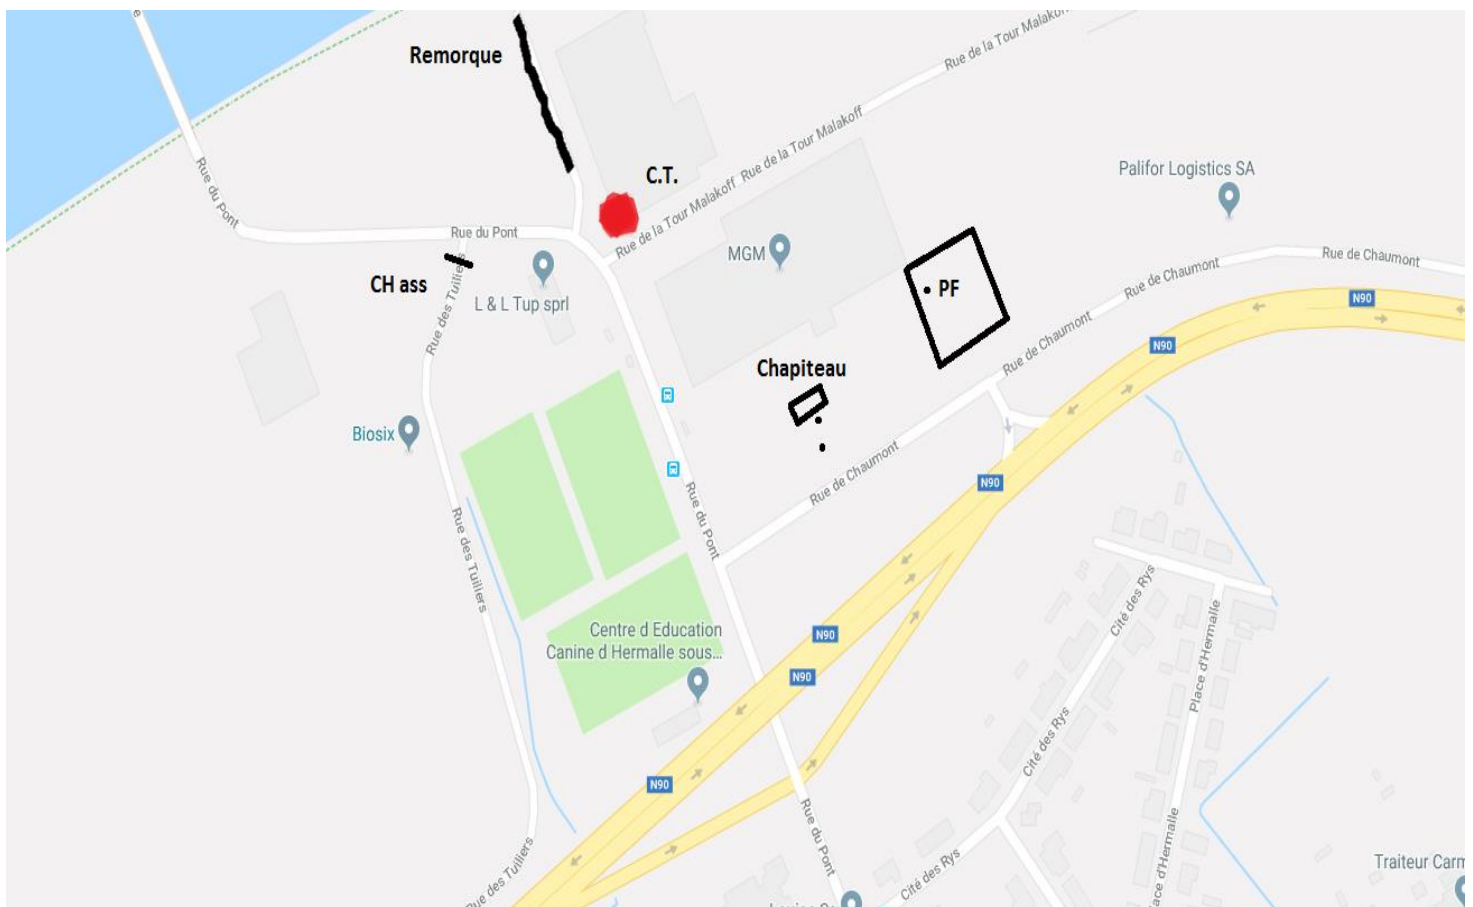 Remorque
Rue de la Tour Malakoff
C.T.
Rue de la Tour Malakoff
Rue de la Tour Malakoff
Palifor Logistics SA
Rue du Pont
Rue du Pont
MGM
CH ass
L & L Tup sprl
PF
Rue de Chaumont
Rue de Chaumont
N90
Rue des Tuiliers
Rue de Chaumont
N90
Chapiteau
Biosix
Rue de Chaumont
N90
Rue du Pont
Rue des Tuiliers
Cité des Rys
Centre d Education
Canine d Hermalle sous...
N90
Place d'Hermalle
N90
Cité des Rys
N90
Rue du Pont
Rue des Tuiliers
Cité des Rys
Place d'Hermalle
Traiteur Carm